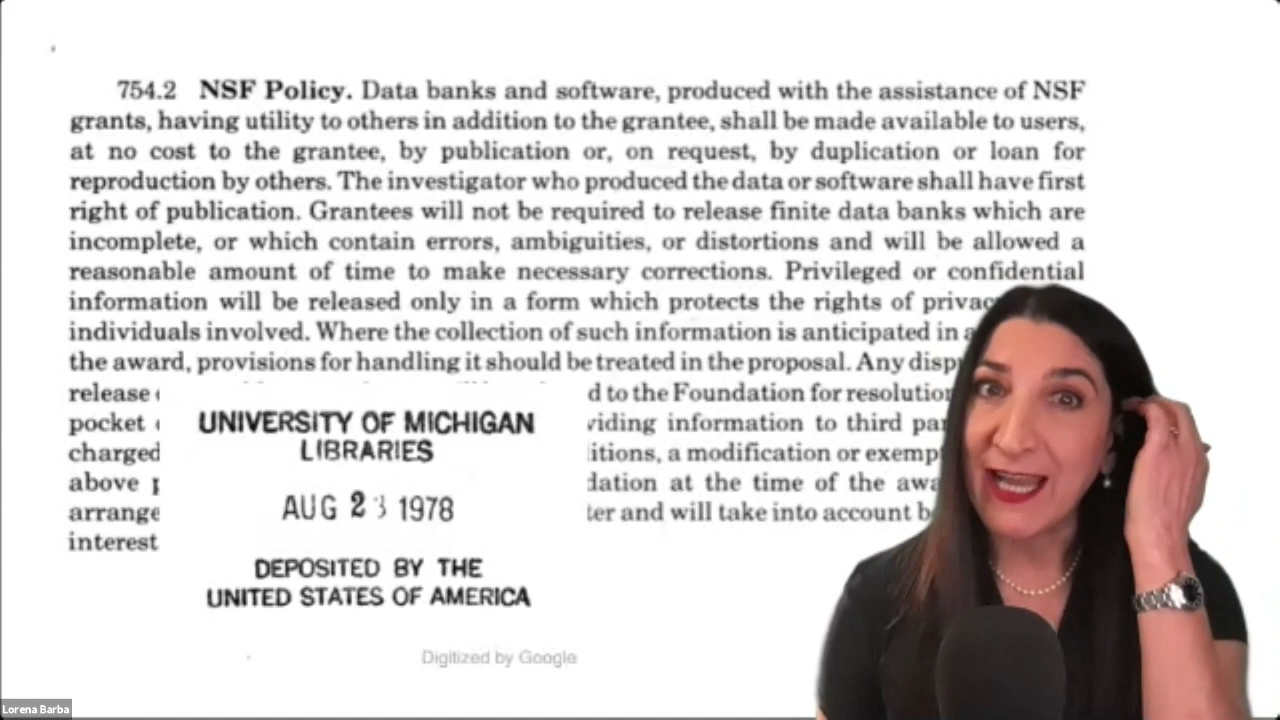 754.2 NSF Policy. Data banks and software, produced with the assistance of NSF
grants, having utility to others in addition to the grantee, shall be made available to users,
at no cost to the grantee, by publication or, on request, by duplication or loan for
reproduction by others. The investigator who produced the data or software shall have first
right of publication. Grantees will not be required to release finite data banks which are
incomplete, or which contain errors, ambiguities, or distortions and will be allowed a
reasonable amount of time to make necessary corrections. Privileged or confidential
information will be released only in a form which protects the rights of privac
individuals involved. Where the collection of such information is anticipated in a
the award, provisions for handling it should be treated in the proposal. Any disp
release d to the Foundation for resolution
pocket viding information to third par
charged itions, a modification or exemp
above dation at the time of the awa
arrange ter and will take into account b
interest
UNIVERSITY OF MICHIGAN
LIBRARIES
AUG 23 1978
DEPOSITED BY THE
UNITED STATES OF AMERICA
Digitized by Google
Lorena Barba